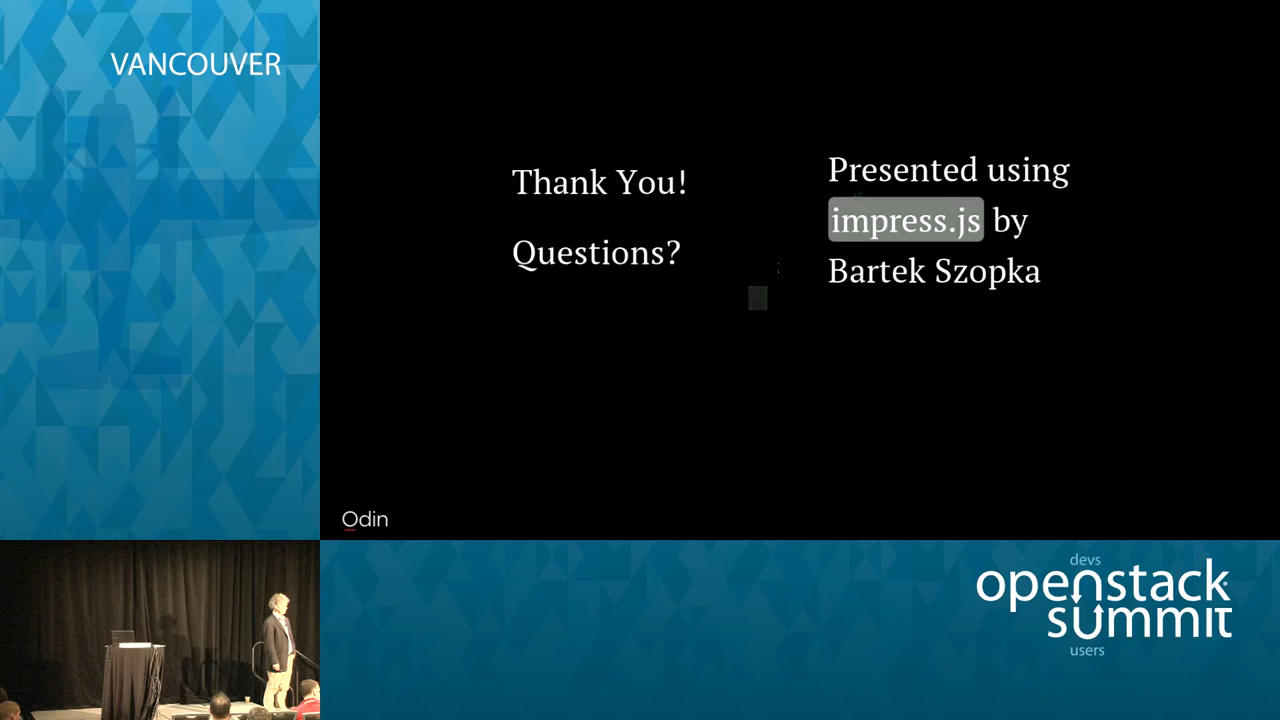 VANCOUVER
Thank You!
Questions?
Presented using
impress.js by
Bartek Szopka
Odin
devs
openstack
summit
users